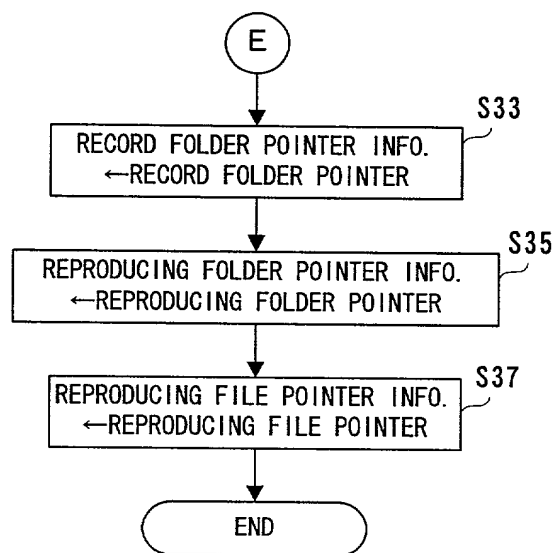 E
S33
RECORD FOLDER POINTER INFO.
←RECORD FOLDER POINTER
S35
REPRODUCING FOLDER POINTER INFO.
←REPRODUCING FOLDER POINTER
S37
REPRODUCING FILE POINTER INFO.
←REPRODUCING FILE POINTER
END